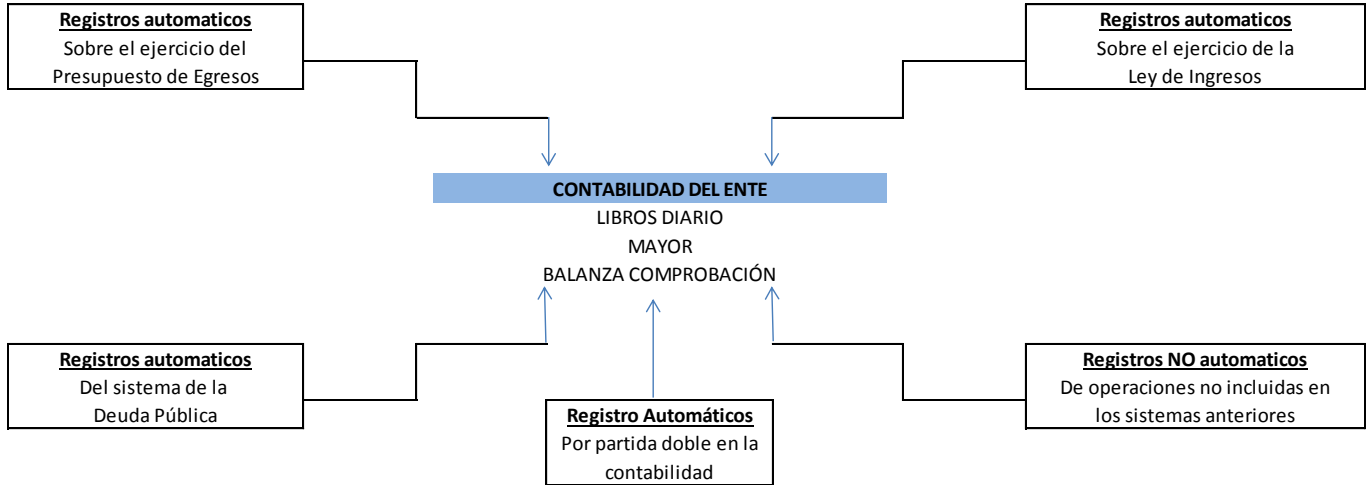 Registros automaticos
Sobre el ejercicio del
Presupuesto de Egresos
Registros automaticos
Sobre el ejercicio de la
Ley de Ingresos
CONTABILIDAD DEL ENTE
LIBROS DIARIO
MAYOR
BALANZA COMPROBACIÓN
Registros automaticos
Del sistema de la
Deuda Pública
Registro Automáticos
Por partida doble en la
contabilidad
Registros NO automaticos
De operaciones no incluidas en
los sistemas anteriores